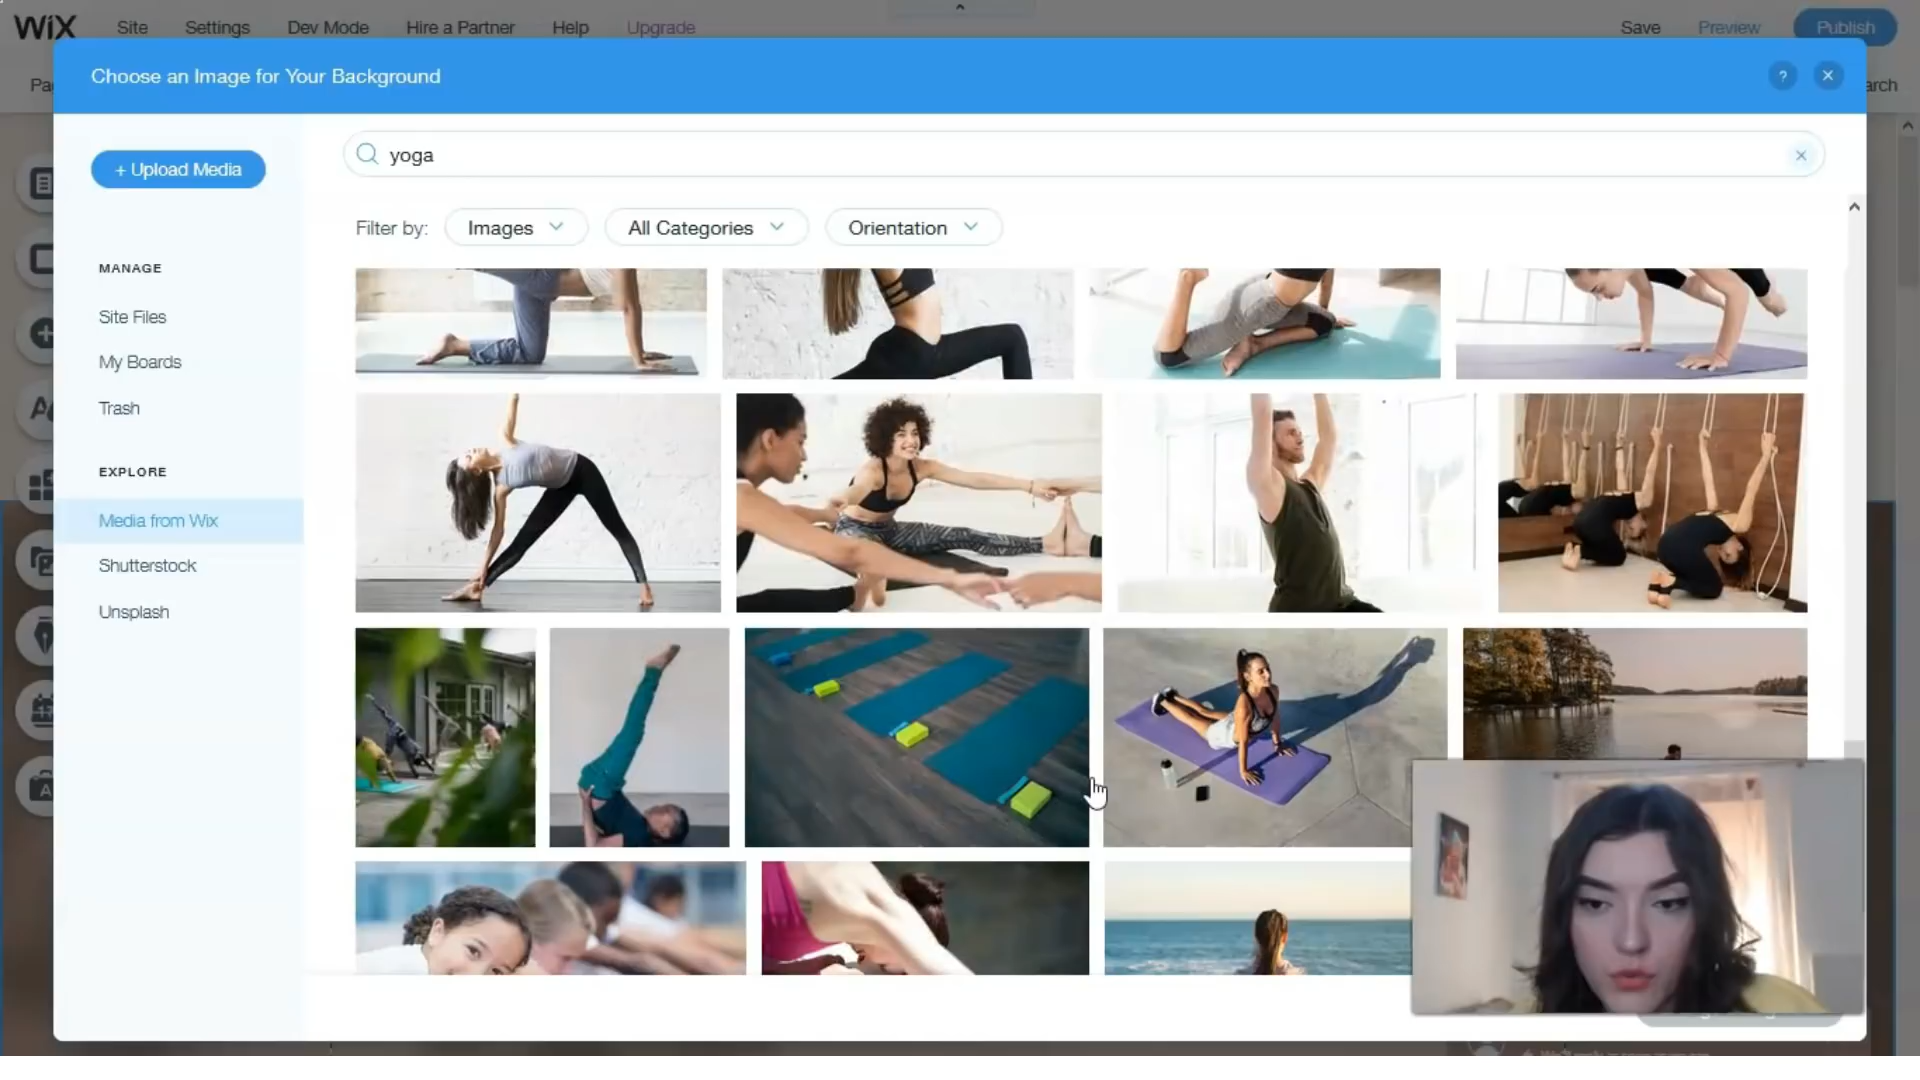 WiX Site Settings Dev Mode Hire a Partner Help Upgrade Save Preview Publish
Choose an Image for Your Background ?
+ Upload Media
yoga
Filter by: Images All Categories Orientation
MANAGE
Site Files
My Boards
Trash
EXPLORE
Media from Wix
Shutterstock
Unsplash